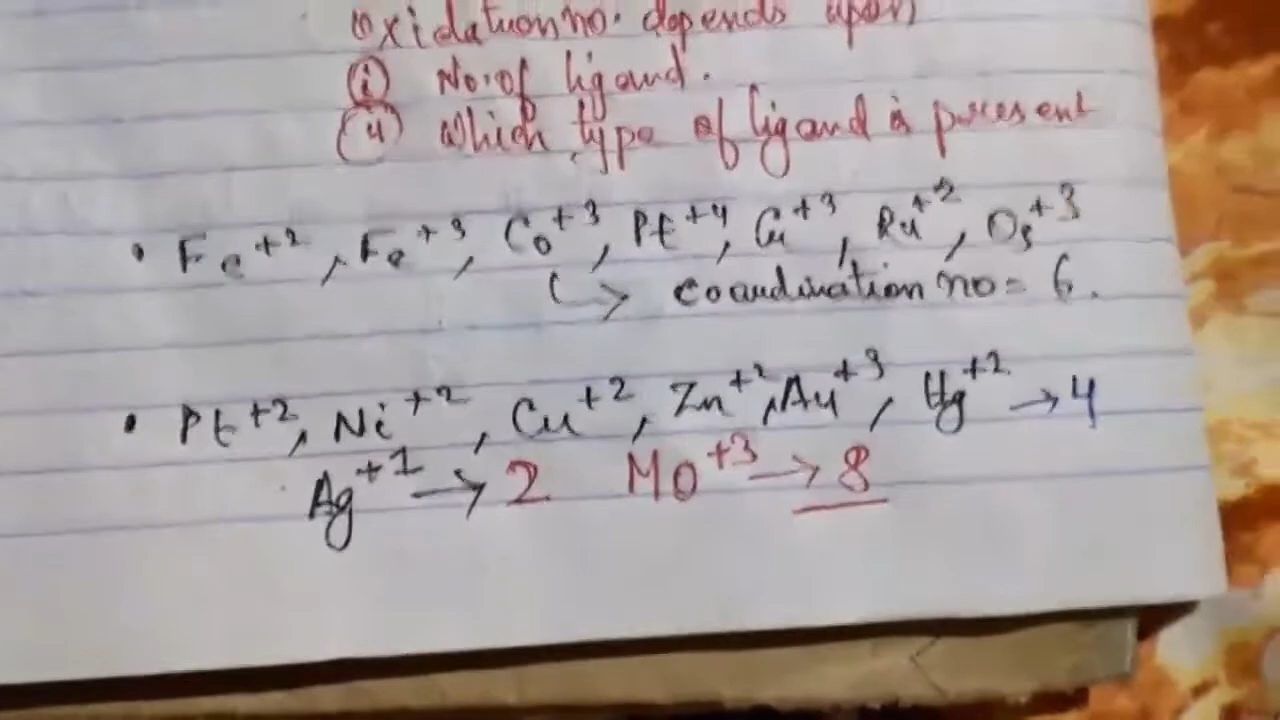 Oxidation no. depends upon
(i) No. of ligand.
(ii) which type of ligand is present
• Fe+2, Fe+3, Co+3, Pt+4, Cr+3, Ru+2, Os+3
↳ coordination no = 6.
• Pt+2, Ni+2, Cu+2, Zn+2, Au+3, Hg+2 → 4
Ag+1 → 2 Mo+3 → 8